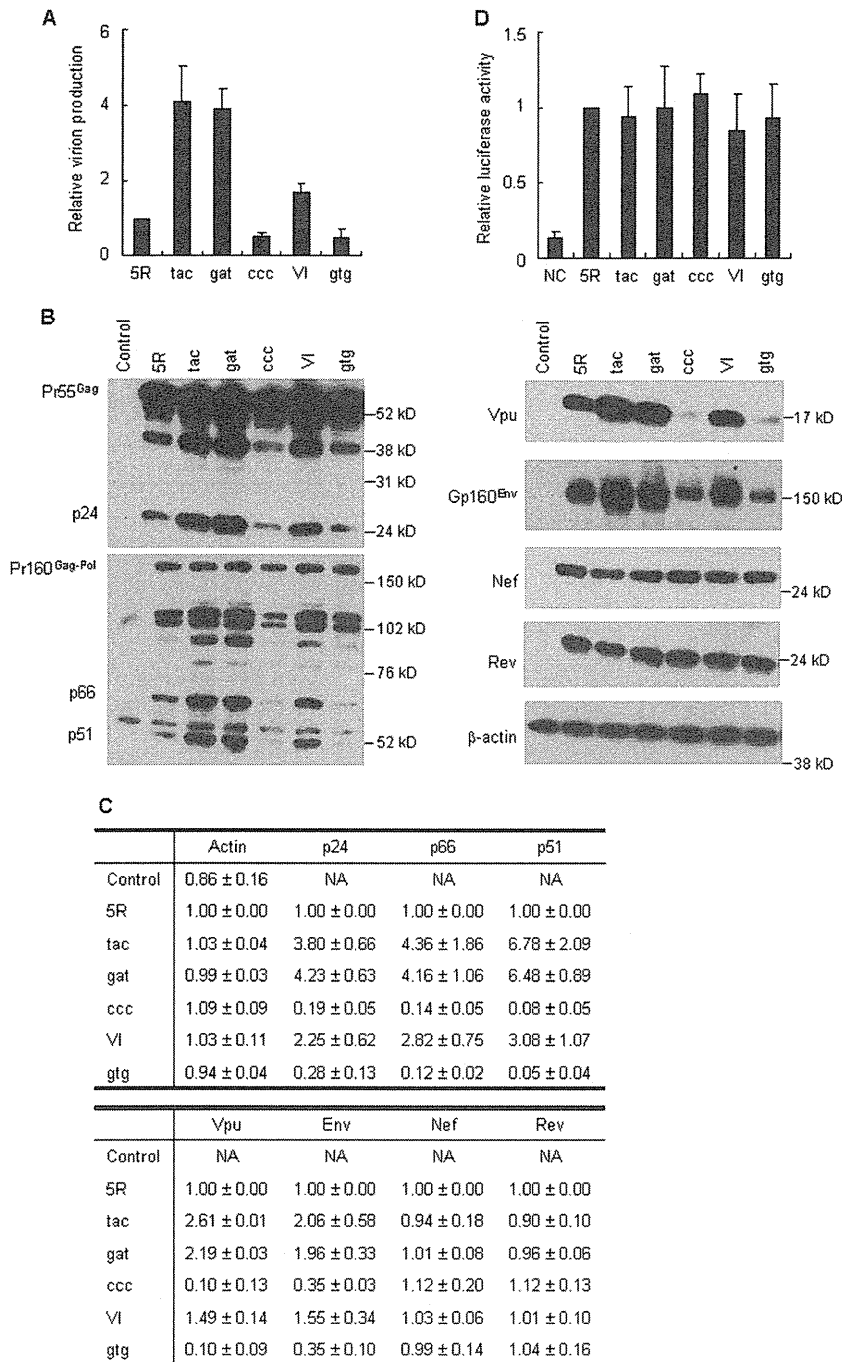 A
Relative virion production
6
4
2
0
5R tac gat ccc VI gtg
D
Relative luciferase activity
1.5
1
0.5
0
NC 5R tac gat ccc VI gtg
B
Control 5R tac gat ccc VI gtg
Pr55Gag
52 kD
38 kD
31 kD
p24
24 kD
Pr160Gag-Pol
150 kD
102 kD
76 kD
p66
p51
52 kD
Control 5R tac gat ccc VI gtg
Vpu
17 kD
Gp160Env
150 kD
Nef
24 kD
Rev
24 kD
β-actin
38 kD
C
Actin p24 p66 p51
Control 0.86 ± 0.16 NA NA NA
5R 1.00 ± 0.00 1.00 ± 0.00 1.00 ± 0.00 1.00 ± 0.00
tac 1.03 ± 0.04 3.80 ± 0.66 4.36 ± 1.86 6.78 ± 2.09
gat 0.99 ± 0.03 4.23 ± 0.63 4.16 ± 1.06 6.48 ± 0.89
ccc 1.09 ± 0.09 0.19 ± 0.05 0.14 ± 0.05 0.08 ± 0.05
VI 1.03 ± 0.11 2.25 ± 0.62 2.82 ± 0.75 3.08 ± 1.07
gtg 0.94 ± 0.04 0.28 ± 0.13 0.12 ± 0.02 0.05 ± 0.04
Vpu Env Nef Rev
Control NA NA NA NA
5R 1.00 ± 0.00 1.00 ± 0.00 1.00 ± 0.00 1.00 ± 0.00
tac 2.61 ± 0.01 2.06 ± 0.58 0.94 ± 0.18 0.90 ± 0.10
gat 2.19 ± 0.03 1.96 ± 0.33 1.01 ± 0.08 0.96 ± 0.06
ccc 0.10 ± 0.13 0.35 ± 0.03 1.12 ± 0.20 1.12 ± 0.13
VI 1.49 ± 0.14 1.55 ± 0.34 1.03 ± 0.06 1.01 ± 0.10
gtg 0.10 ± 0.09 0.35 ± 0.10 0.99 ± 0.14 1.04 ± 0.16